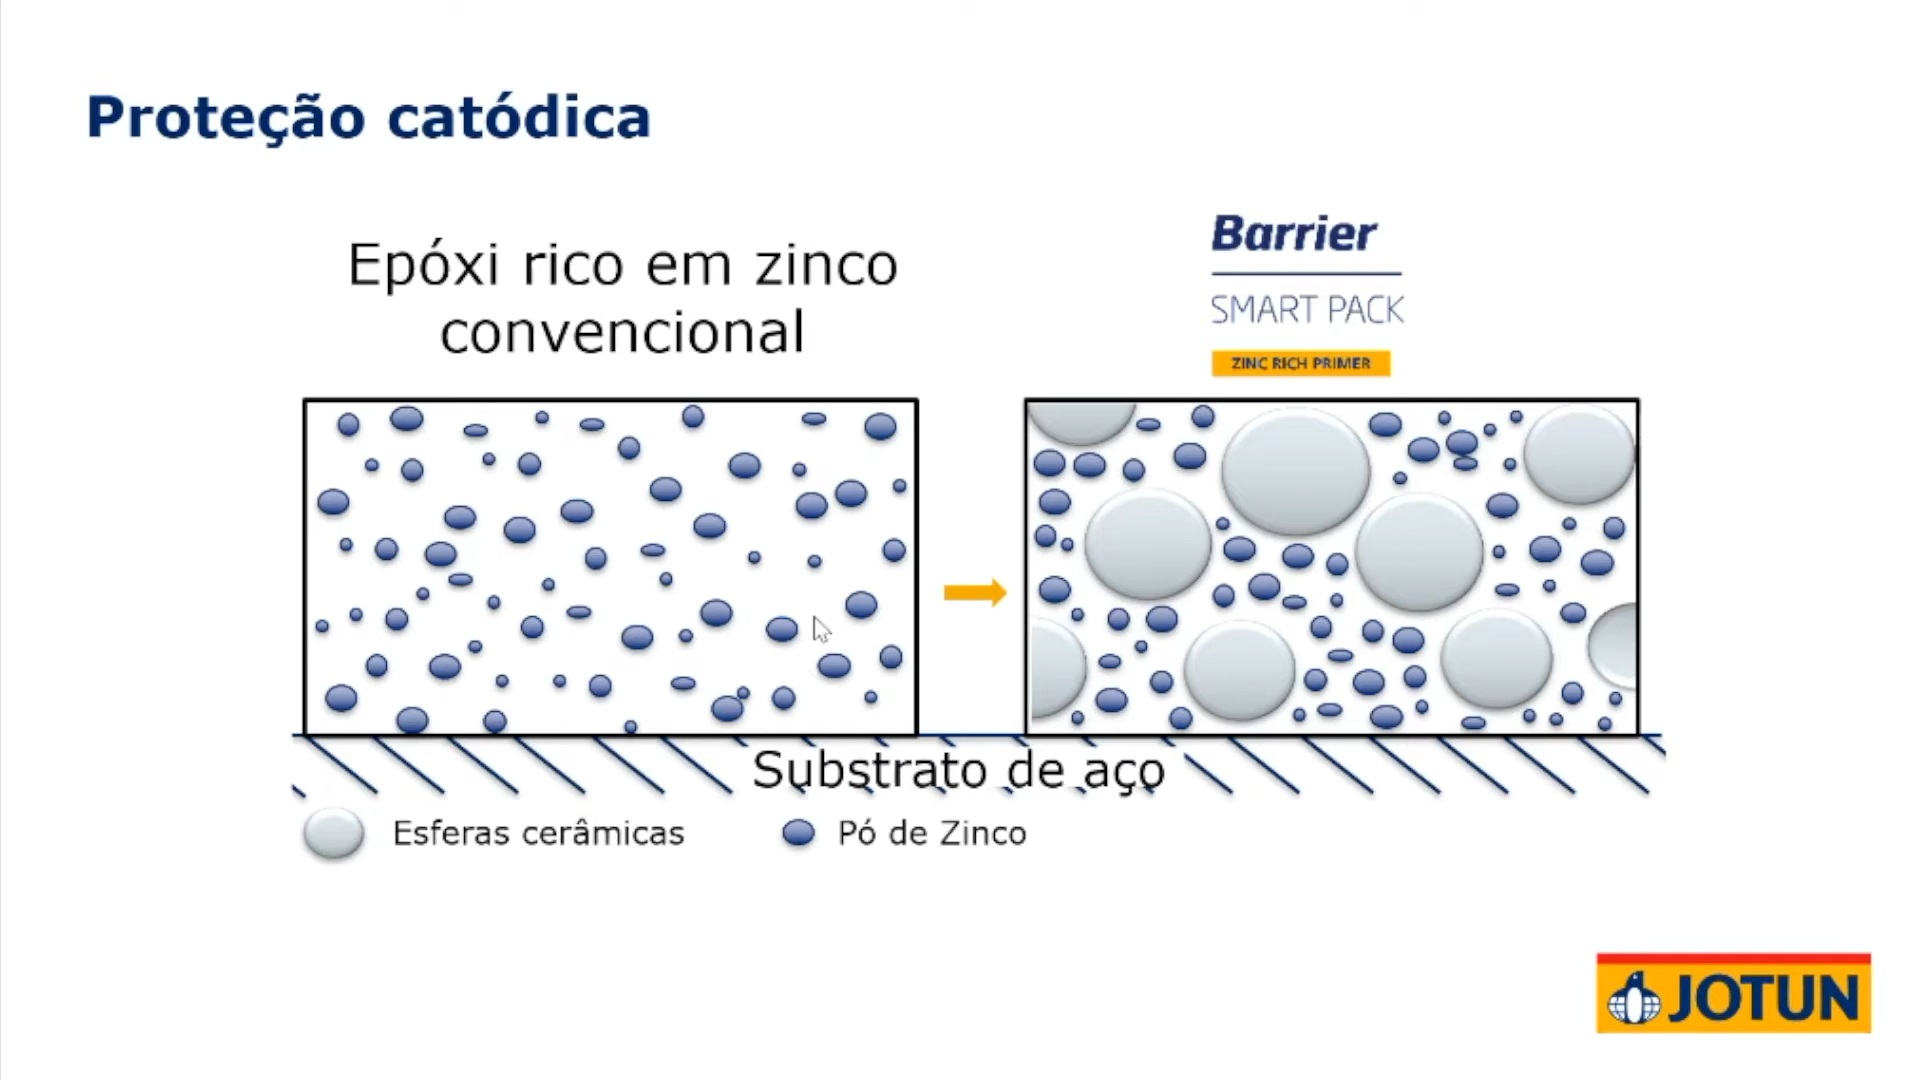 Proteção catódica
Epóxi rico em zinco
convencional
Barrier
SMART PACK
ZINC RICH PRIMER
Substrato de aço
Esferas cerâmicas
Pó de Zinco
JOTUN